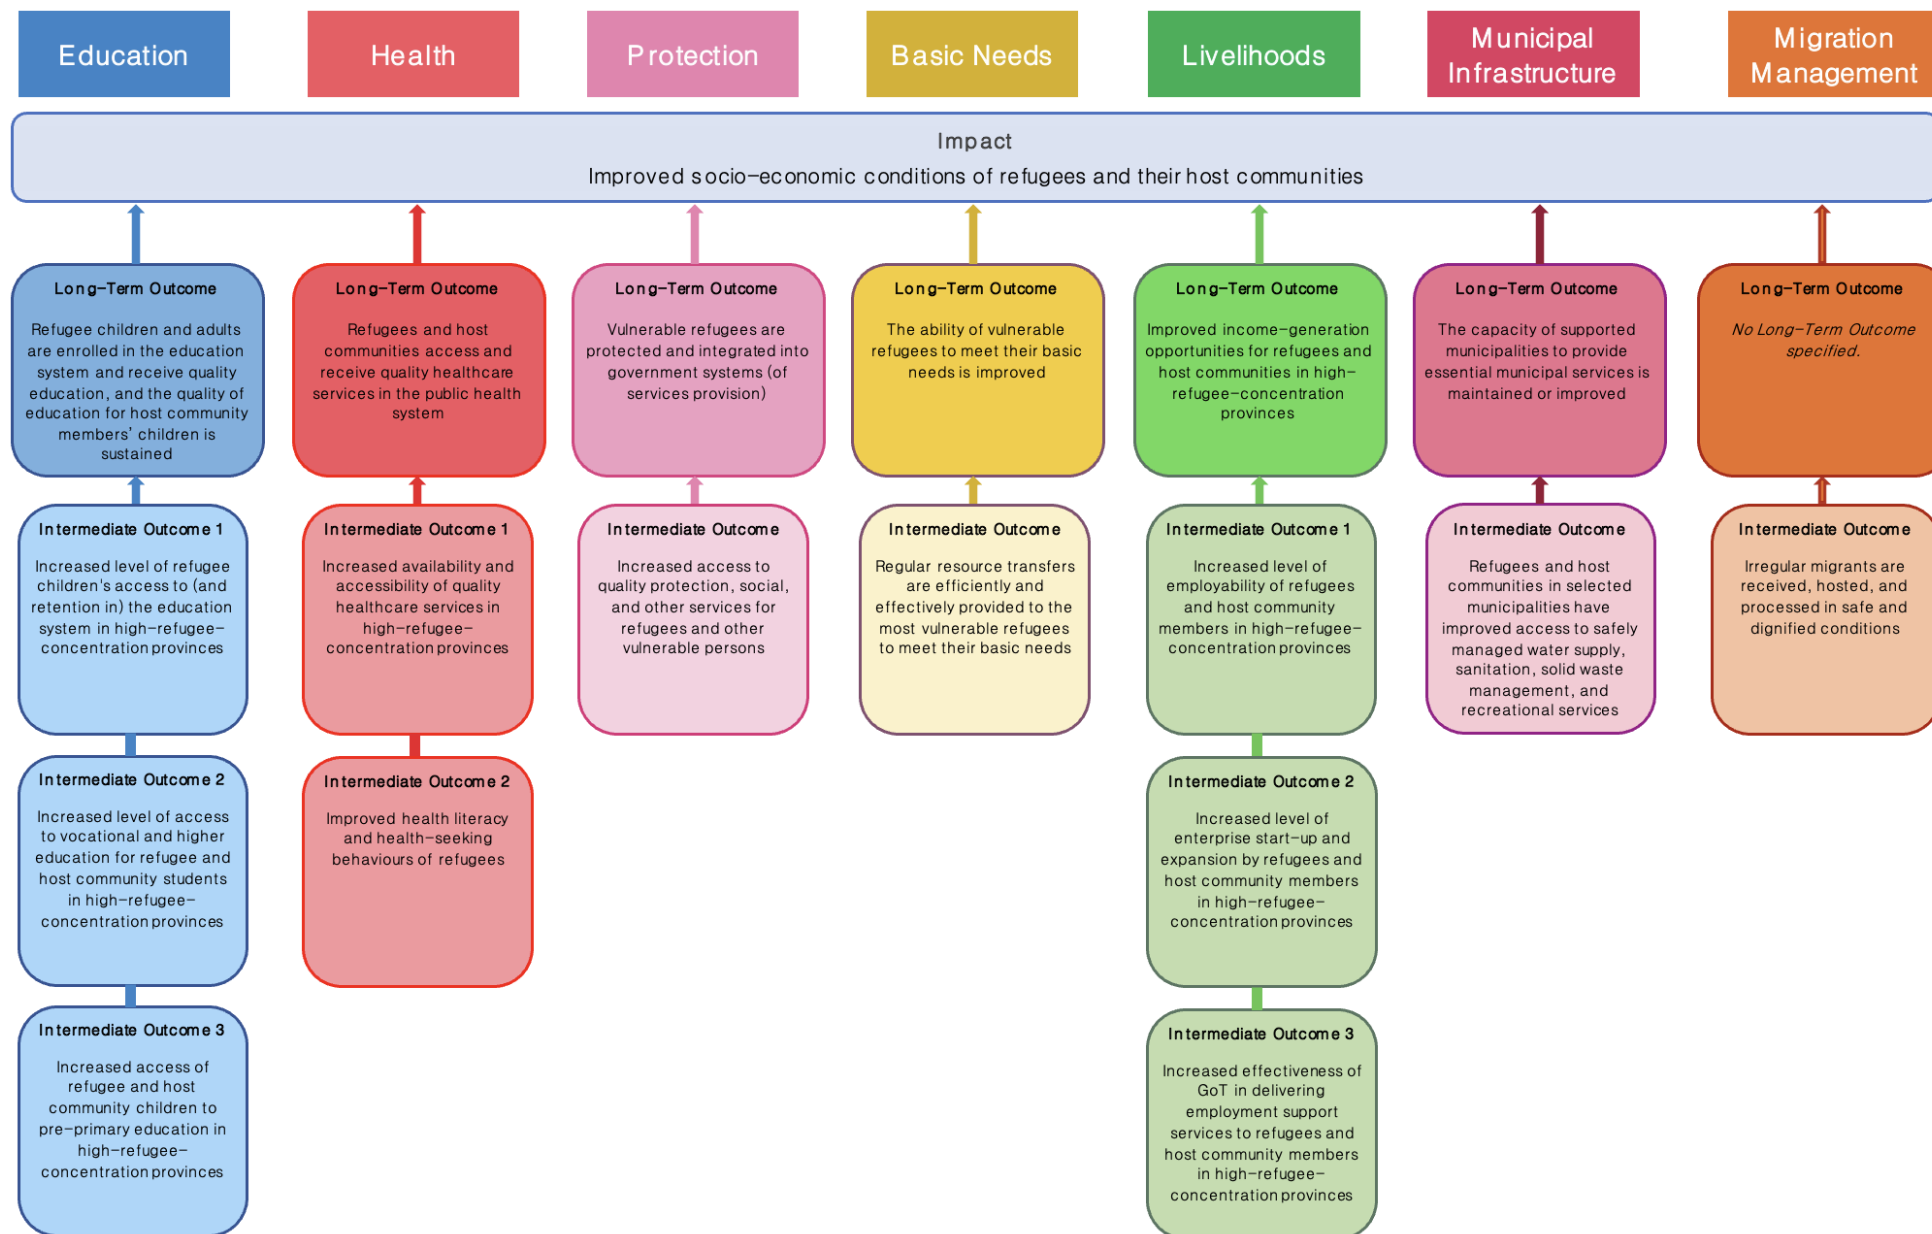 Education
Health
Protection
Basic Needs
Livelihoods
Municipal
Infrastructure
Migration
Management
Impact
Improved socio-economic conditions of refugees and their host communities
Long-Term Outcome
Refugee children and adults
are enrolled in the education
system and receive quality
education, and the quality of
education for host community
members' children is
sustained
Long-Term Outcome
Refugees and host
communities access and
receive quality healthcare
services in the public health
system
Long-Term Outcome
Vulnerable refugees are
protected and integrated into
government systems (of
services provision)
Long-Term Outcome
The ability of vulnerable
refugees to meet their basic
needs is improved
Long-Term Outcome
Improved income-generation
opportunities for refugees and
host communities in high-
refugee-concentration
provinces
Long-Term Outcome
The capacity of supported
municipalities to provide
essential municipal services is
maintained or improved
Long-Term Outcome
No Long-Term Outcome
specified.
Intermediate Outcome 1
Increased level of refugee
children's access to (and
retention in) the education
system in high-refugee-
concentration provinces
Intermediate Outcome 1
Increased availability and
accessibility of quality
healthcare services in
high-refugee-
concentration provinces
Intermediate Outcome
Increased access to
quality protection, social,
and other services for
refugees and other
vulnerable persons
Intermediate Outcome
Regular resource transfers
are efficiently and
effectively provided to the
most vulnerable refugees
to meet their basic needs
Intermediate Outcome 1
Increased level of
employability of refugees
and host community
members in high-refugee-
concentration provinces
Intermediate Outcome
Refugees and host
communities in selected
municipalities have
improved access to safely
managed water supply,
sanitation, solid waste
management, and
recreational services
Intermediate Outcome
Irregular migrants are
received, hosted, and
processed in safe and
dignified conditions
Intermediate Outcome 2
Increased level of access
to vocational and higher
education for refugee and
host community students
in high-refugee-
concentration provinces
Intermediate Outcome 2
Improved health literacy
and health-seeking
behaviours of refugees
Intermediate Outcome 2
Increased level of
enterprise start-up and
expansion by refugees and
host community members
in high-refugee-
concentration provinces
Intermediate Outcome 3
Increased access of
refugee and host
community children to
pre-primary education in
high-refugee-
concentration provinces
Intermediate Outcome 3
Increased effectiveness of
GoT in delivering
employment support
services to refugees and
host community members
in high-refugee-
concentration provinces